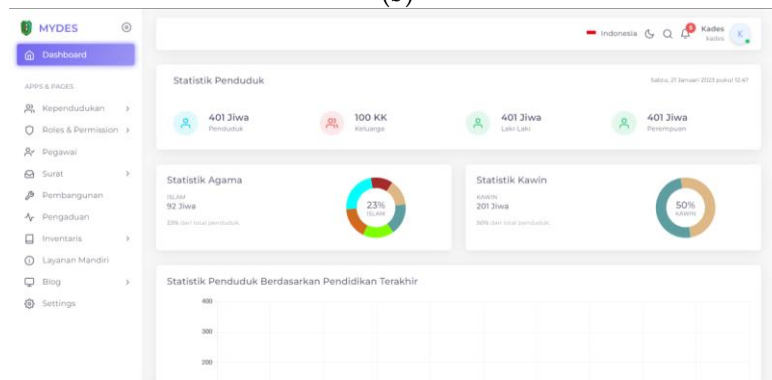 MYDES
Indonesia
5
Kades
kades
K
Dashboard
APPS & PAGES
Kependudukan
Roles & Permission
Pegawai
Surat
Pembangunan
Pengaduan
Inventaris
Layanan Mandiri
Blog
Settings
Statistik Penduduk
Sabtu, 21 Januari 2023 pukul 12.47
401 Jiwa
Penduduk
100 KK
Keluarga
401 Jiwa
Laki-Laki
401 Jiwa
Perempuan
Statistik Agama
ISLAM
92 Jiwa
23% dari total penduduk.
23%
ISLAM
Statistik Kawin
KAWIN
201 Jiwa
50% dari total penduduk.
50%
KAWIN
Statistik Penduduk Berdasarkan Pendidikan Terakhir
400
300
200